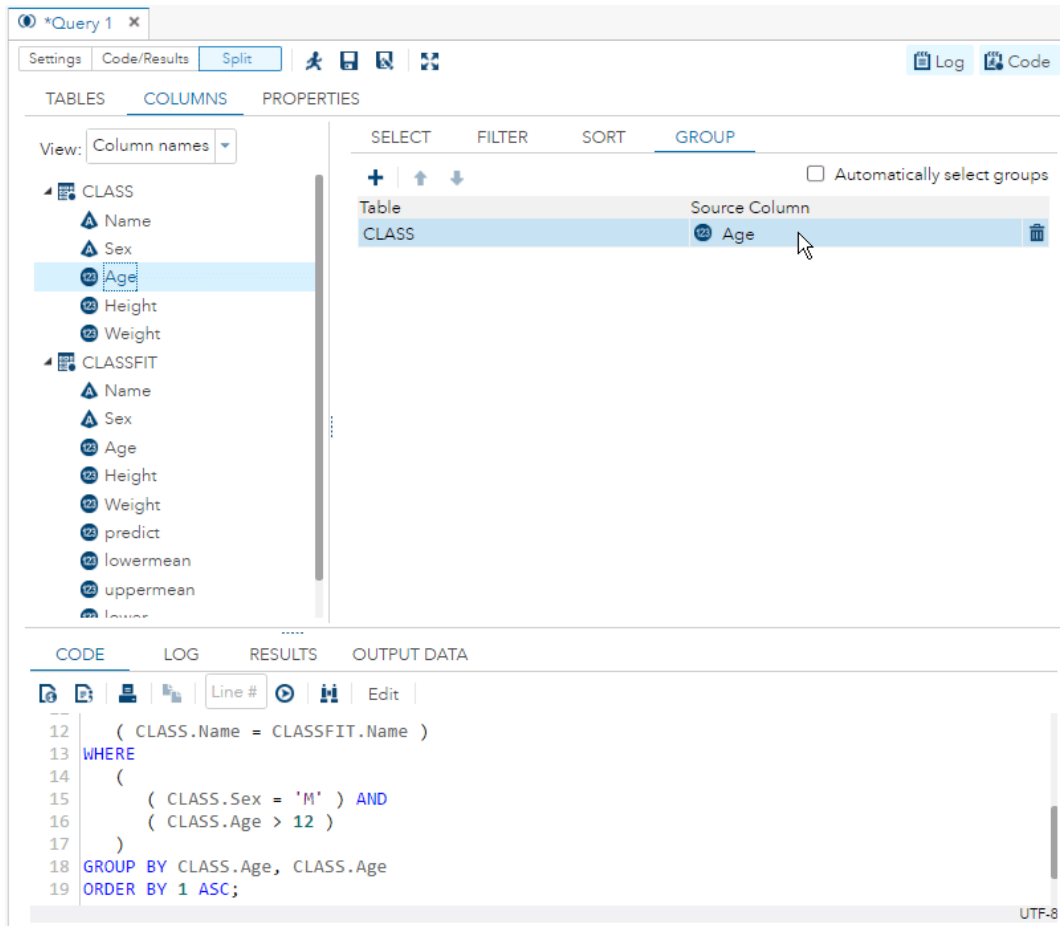 *Query 1 ×
Settings Code/Results Split Log Code
TABLES COLUMNS PROPERTIES
View: Column names
CLASS
Name
Sex
Age
Height
Weight
CLASSFIT
Name
Sex
Age
Height
Weight
predict
lowermean
uppermean
SELECT FILTER SORT GROUP
Automatically select groups
Table Source Column
CLASS Age
CODE LOG RESULTS OUTPUT DATA
Line # Edit
12 ( CLASS.Name = CLASSFIT.Name )
13 WHERE
14 (
15 ( CLASS.Sex = 'M' ) AND
16 ( CLASS.Age > 12 )
17 )
18 GROUP BY CLASS.Age, CLASS.Age
19 ORDER BY 1 ASC;
UTF-8